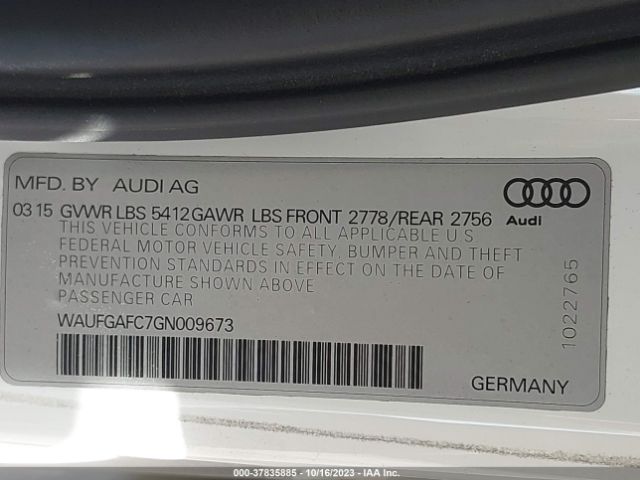 MFD. BY AUDI AG
03 15 GVWR LBS 5412 GAWR LBS FRONT 2778/REAR 2756
Audi
THIS VEHICLE CONFORMS TO ALL APPLICABLE U S
FEDERAL MOTOR VEHICLE SAFETY, BUMPER AND THEFT
PREVENTION STANDARDS IN EFFECT ON THE DATE OF
MANUFACTURE SHOWN ABOVE
PASSENGER CAR
WAUFGAFC7GN009673
1022765
GERMANY
000-37835885 | 10/16/2023 | IAA Inc.